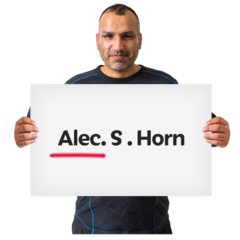 Alec. S . Horn